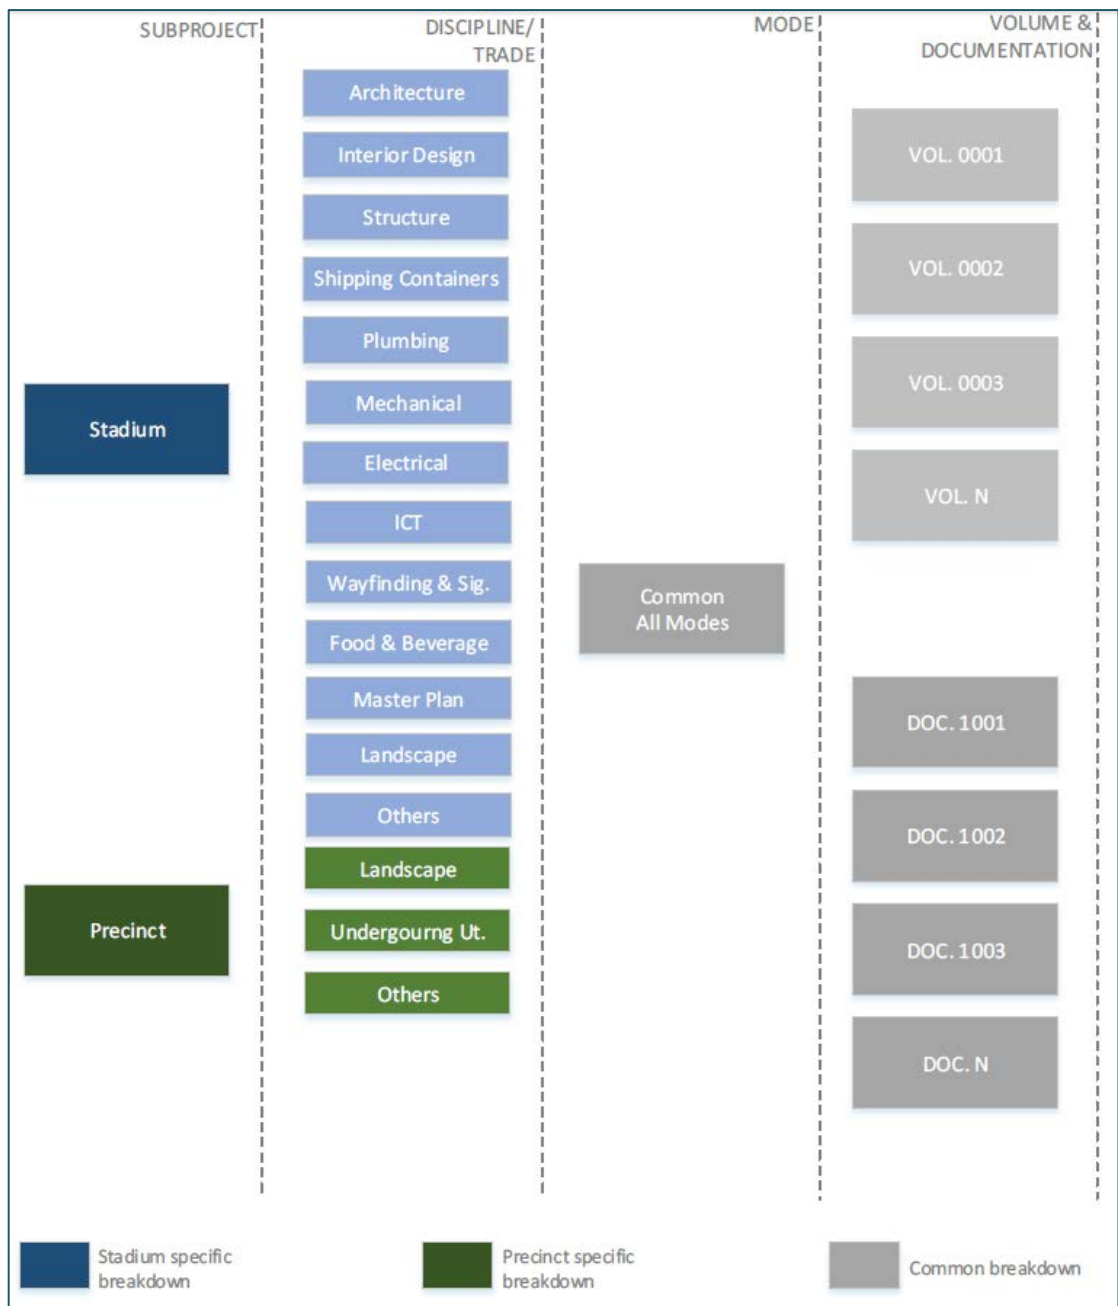 SUBPROJECT
DISCIPLINE/
TRADE
MODE
VOLUME &
DOCUMENTATION
Stadium
Precinct
Architecture
Interior Design
Structure
Shipping Containers
Plumbing
Mechanical
Electrical
ICT
Wayfinding & Sig.
Food & Beverage
Master Plan
Landscape
Others
Landscape
Undergourng Ut.
Others
Common
All Modes
VOL. 0001
VOL. 0002
VOL. 0003
VOL. N
DOC. 1001
DOC. 1002
DOC. 1003
DOC. N
Stadium specific
breakdown
Precinct specific
breakdown
Common breakdown